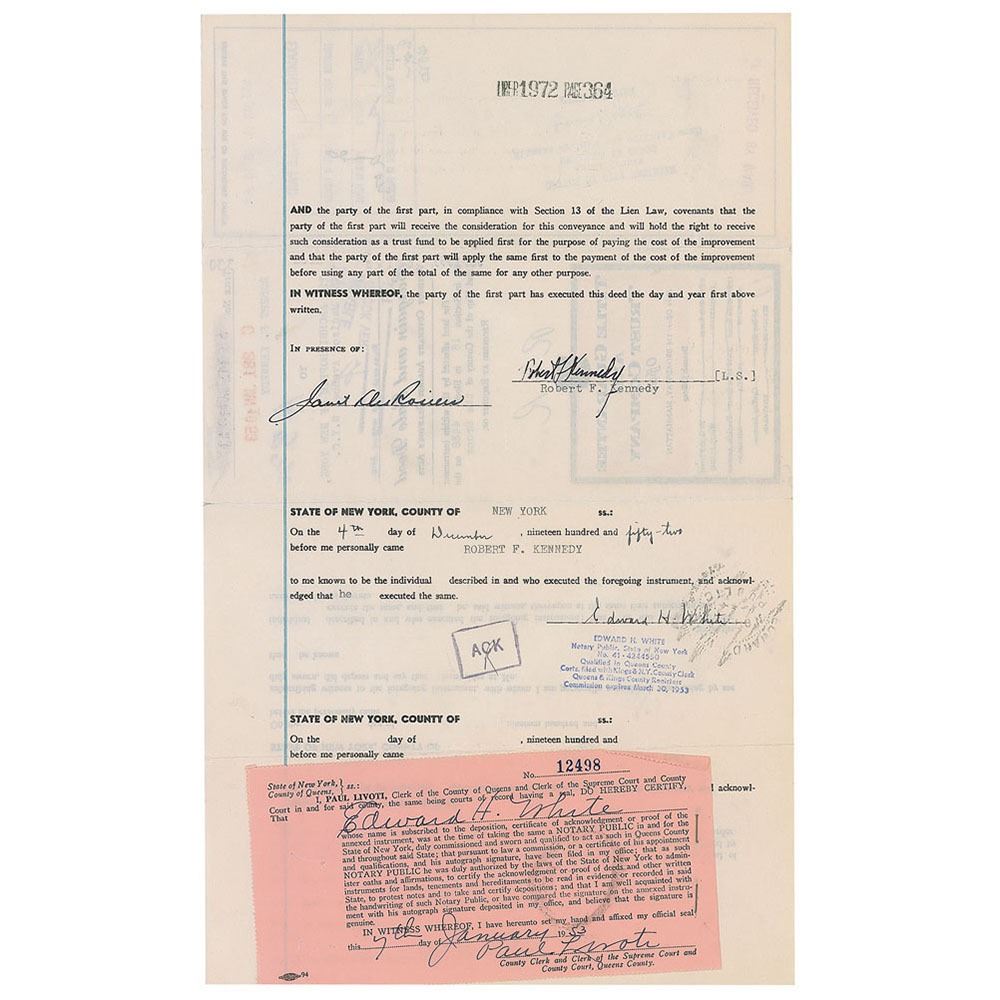 LIBER 1972 PAGE 364
AND the party of the first part, in compliance with Section 13 of the Lien Law, covenants that the
party of the first part will receive the consideration for this conveyance and will hold the right to receive
such consideration as a trust fund to be applied first for the purpose of paying the cost of the improvement
and that the party of the first part will apply the same first to the payment of the cost of the improvement
before using any part of the total of the same for any other purpose.
IN WITNESS WHEREOF, the party of the first part has executed this deed the day and year first above
written.
IN PRESENCE OF:
Robert F Kennedy [L.S.]
Robert F. Kennedy
Janet Des Rosiers
STATE OF NEW YORK, COUNTY OF NEW YORK ss.:
On the 4th day of December , nineteen hundred and fifty-two
before me personally came ROBERT F. KENNEDY
to me known to be the individual described in and who executed the foregoing instrument, and acknowl-
edged that he executed the same.
Edward H. White
ACK
EDWARD H. WHITE
Notary Public, State of New York
No. 41-4244550
Qualified in Queens County
Certs. filed with Kings & N.Y. County Clerk
Queens & Kings County Registers
Commission expires March 30, 1953
STATE OF NEW YORK, COUNTY OF ss.:
On the day of , nineteen hundred and
before me personally came
acknowl-
No. 12498
State of New York, } ss.:
County of Queens,
I, PAUL LIVOTI, Clerk of the County of Queens and Clerk of the Supreme Court and County
Court in and for said county, the same being courts of record having a seal, DO HEREBY CERTIFY,
That Edward H. White
whose name is subscribed to the deposition, certificate of acknowledgment or proof of the
annexed instrument, was at the time of taking the same a NOTARY PUBLIC in and for the
State of New York, duly commissioned and sworn and qualified to act as such in Queens County
and throughout said State; that pursuant to law a commission, or a certificate of his appointment
and qualifications, and his autograph signature, have been filed in my office; that as such
NOTARY PUBLIC he was duly authorized by the laws of the State of New York to admin-
ister oaths and affirmations, to certify the acknowledgment or proof of deeds and other written
instruments for lands, tenements and hereditaments to be read in evidence or recorded in said
State, to protest notes and to take and certify depositions; and that I am well acquainted with
the handwriting of such Notary Public, or have compared the signature on the annexed instru-
ment with his autograph signature deposited in my office, and believe that the signature is
genuine.
IN WITNESS WHEREOF, I have hereunto set my hand and affixed my official seal
this 7th day of January 1953
Paul Livoti
County Clerk and Clerk of the Supreme Court and
County Court, Queens County.
94